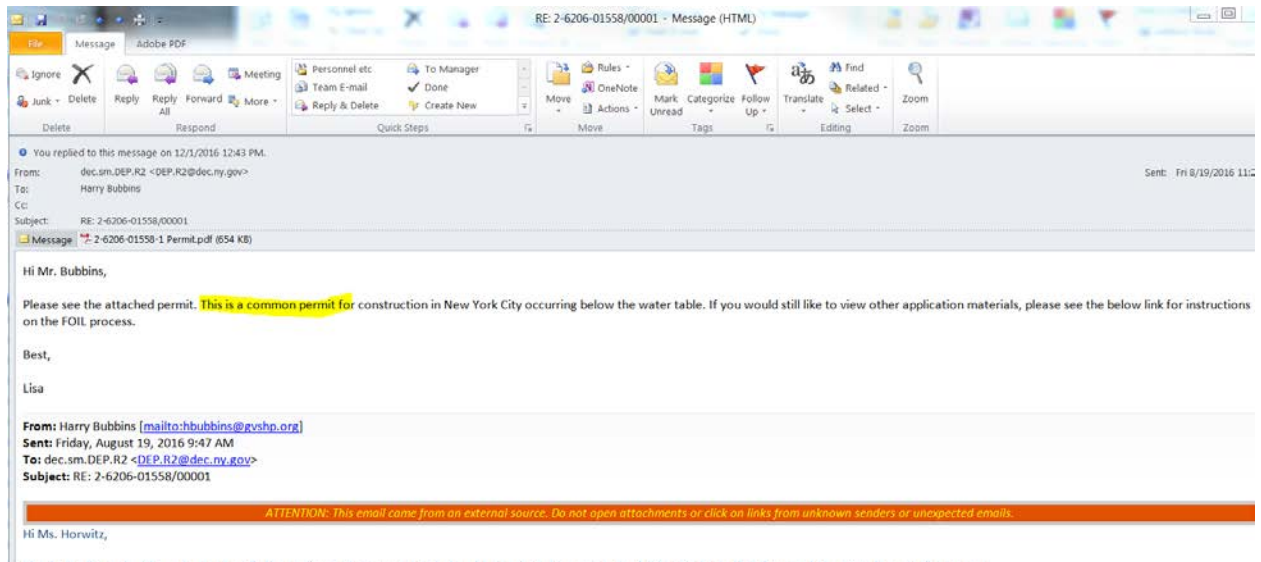 RE: 2-6206-01558/00001 - Message (HTML)
File Message Adobe PDF
Ignore
Junk
Delete
Reply
Reply All
Forward
Meeting
More
Personnel etc
Team E-mail
Reply & Delete
To Manager
Done
Create New
Move
Rules
OneNote
Actions
Mark Unread
Categorize
Follow Up
Translate
Find
Related
Select
Zoom
Delete Respond Quick Steps Move Tags Editing Zoom
You replied to this message on 12/1/2016 12:43 PM.
From: dec.sm.DEP.R2 <DEP.R2@dec.ny.gov> Sent: Fri 8/19/2016
To: Harry Bubbins
Cc:
Subject: RE: 2-6206-01558/00001
Message 2-6206-01558-1 Permit.pdf (654 KB)
Hi Mr. Bubbins,
Please see the attached permit. This is a common permit for construction in New York City occurring below the water table. If you would still like to view other application materials, please see the below link for instructions
on the FOIL process.
Best,
Lisa
From: Harry Bubbins [mailto:hbubbins@gvshp.org]
Sent: Friday, August 19, 2016 9:47 AM
To: dec.sm.DEP.R2 <DEP.R2@dec.ny.gov>
Subject: RE: 2-6206-01558/00001
ATTENTION: This email came from an external source. Do not open attachments or click on links from unknown senders or unexpected emails.
Hi Ms. Horwitz,